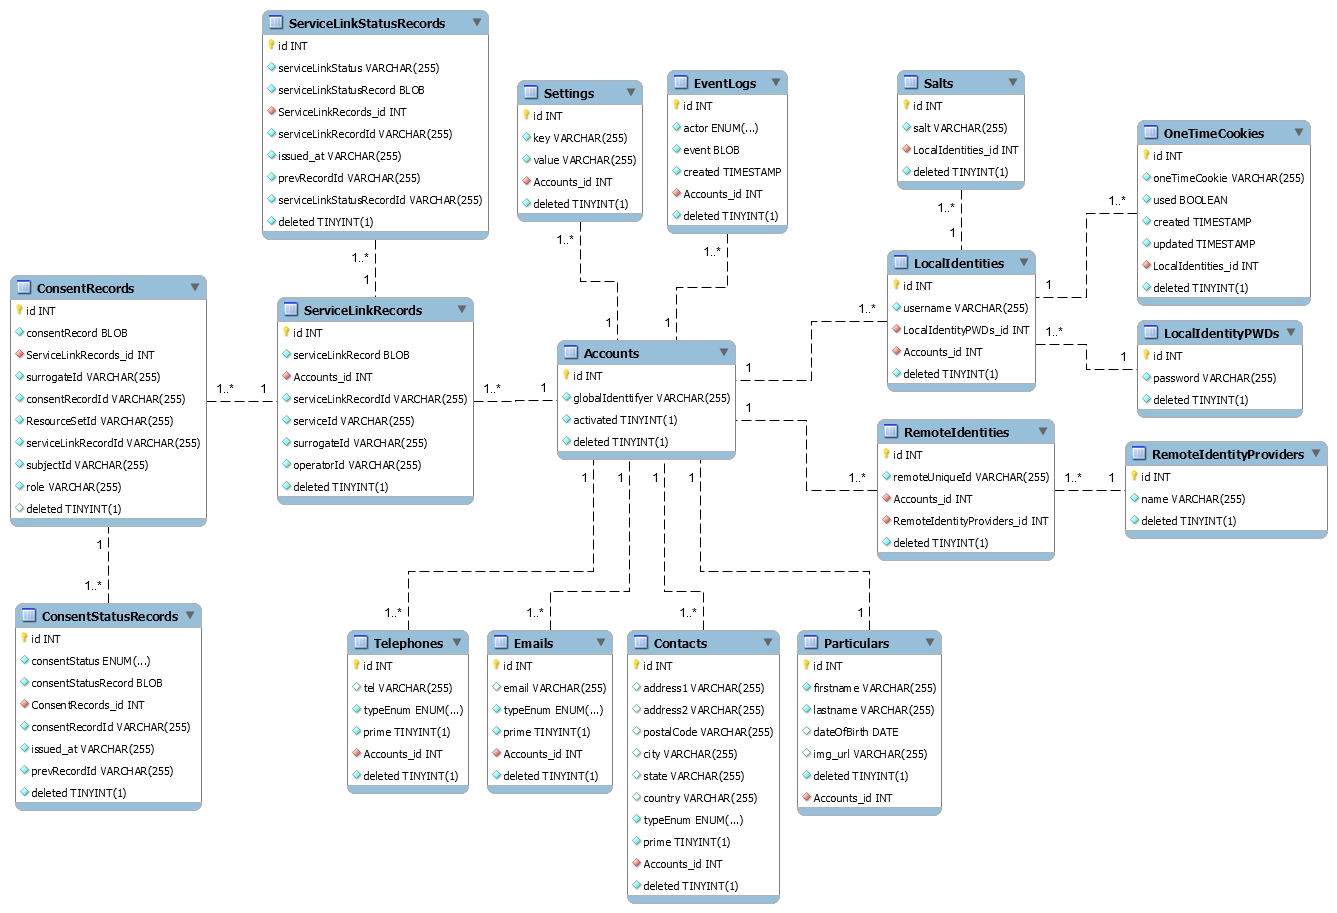 ServiceLinkStatusRecords
id INT
serviceLinkStatus VARCHAR(255)
serviceLinkStatusRecord BLOB
ServiceLinkRecords_id INT
serviceLinkRecordId VARCHAR(255)
issued_at VARCHAR(255)
prevRecordId VARCHAR(255)
serviceLinkStatusRecordId VARCHAR(255)
deleted TINYINT(1)
1..*
1
Settings
id INT
key VARCHAR(255)
value VARCHAR(255)
Accounts_id INT
deleted TINYINT(1)
1..*
1
EventLogs
id INT
actor ENUM(...)
event BLOB
created TIMESTAMP
Accounts_id INT
deleted TINYINT(1)
1..*
1
Salts
id INT
salt VARCHAR(255)
LocalIdentities_id INT
deleted TINYINT(1)
1..*
1
OneTimeCookies
id INT
oneTimeCookie VARCHAR(255)
used BOOLEAN
created TIMESTAMP
updated TIMESTAMP
LocalIdentities_id INT
deleted TINYINT(1)
1..*
1
ConsentRecords
id INT
consentRecord BLOB
ServiceLinkRecords_id INT
surrogateId VARCHAR(255)
consentRecordId VARCHAR(255)
ResourceSetId VARCHAR(255)
serviceLinkRecordId VARCHAR(255)
subjectId VARCHAR(255)
role VARCHAR(255)
deleted TINYINT(1)
1..*
1
ServiceLinkRecords
id INT
serviceLinkRecord BLOB
Accounts_id INT
serviceLinkRecordId VARCHAR(255)
serviceId VARCHAR(255)
surrogateId VARCHAR(255)
operatorId VARCHAR(255)
deleted TINYINT(1)
1..*
1
Accounts
id INT
globalIdenttifyer VARCHAR(255)
activated TINYINT(1)
deleted TINYINT(1)
1
1..*
LocalIdentities
id INT
username VARCHAR(255)
LocalIdentityPWDs_id INT
Accounts_id INT
deleted TINYINT(1)
1..*
1
LocalIdentityPWDs
id INT
password VARCHAR(255)
deleted TINYINT(1)
1
1..*
RemoteIdentities
id INT
remoteUniqueId VARCHAR(255)
Accounts_id INT
RemoteIdentityProviders_id INT
deleted TINYINT(1)
1..*
1
RemoteIdentityProviders
id INT
name VARCHAR(255)
deleted TINYINT(1)
1
1..*
ConsentStatusRecords
id INT
consentStatus ENUM(...)
consentStatusRecord BLOB
ConsentRecords_id INT
consentRecordId VARCHAR(255)
issued_at VARCHAR(255)
prevRecordId VARCHAR(255)
deleted TINYINT(1)
1
1
1
1
1..*
1..*
1..*
1
Telephones
id INT
tel VARCHAR(255)
typeEnum ENUM(...)
prime TINYINT(1)
Accounts_id INT
deleted TINYINT(1)
Emails
id INT
email VARCHAR(255)
typeEnum ENUM(...)
prime TINYINT(1)
Accounts_id INT
deleted TINYINT(1)
Contacts
id INT
address1 VARCHAR(255)
address2 VARCHAR(255)
postalCode VARCHAR(255)
city VARCHAR(255)
state VARCHAR(255)
country VARCHAR(255)
typeEnum ENUM(...)
prime TINYINT(1)
Accounts_id INT
deleted TINYINT(1)
Particulars
id INT
firstname VARCHAR(255)
lastname VARCHAR(255)
dateOfBirth DATE
img_url VARCHAR(255)
deleted TINYINT(1)
Accounts_id INT